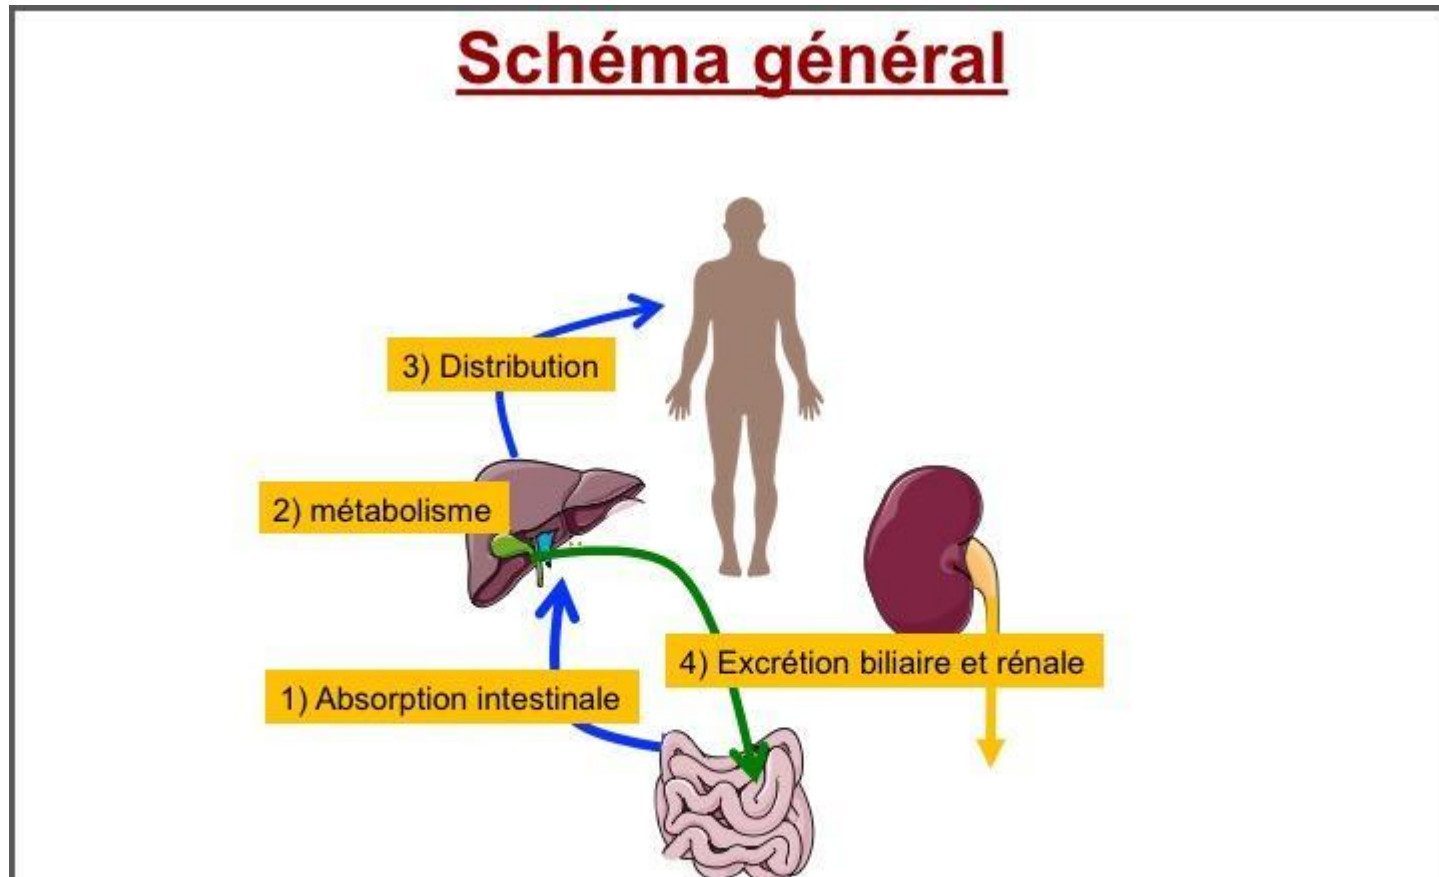 Schéma général
3) Distribution
2) métabolisme
4) Excrétion biliaire et rénale
1) Absorption intestinale